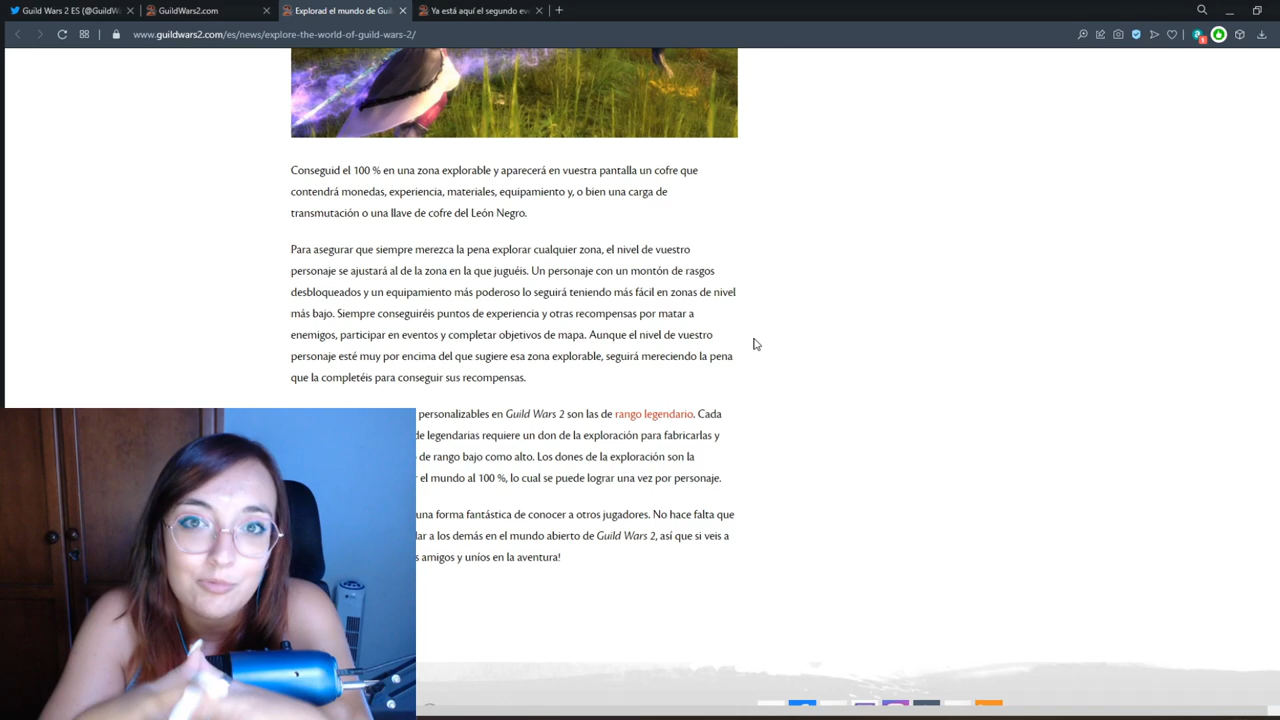 Guild Wars 2 ES (@GuildWa
GuildWars2.com
Explorad el mundo de Guil
Ya está aquí el segundo ev
www.guildwars2.com/es/news/explore-the-world-of-guild-wars-2/
Conseguid el 100 % en una zona explorable y aparecerá en vuestra pantalla un cofre que
contendrá monedas, experiencia, materiales, equipamiento y, o bien una carga de
transmutación o una llave de cofre del León Negro.
Para asegurar que siempre merezca la pena explorar cualquier zona, el nivel de vuestro
personaje se ajustará al de la zona en la que juguéis. Un personaje con un montón de rasgos
desbloqueados y un equipamiento más poderoso lo seguirá teniendo más fácil en zonas de nivel
más bajo. Siempre conseguiréis puntos de experiencia y otras recompensas por matar a
enemigos, participar en eventos y completar objetivos de mapa. Aunque el nivel de vuestro
personaje esté muy por encima del que sugiere esa zona explorable, seguirá mereciendo la pena
que la completéis para conseguir sus recompensas.
personalizables en Guild Wars 2 son las de rango legendario. Cada
de legendarias requiere un don de la exploración para fabricarlas y
de rango bajo como alto. Los dones de la exploración son la
el mundo al 100 %, lo cual se puede lograr una vez por personaje.
una forma fantástica de conocer a otros jugadores. No hace falta que
a los demás en el mundo abierto de Guild Wars 2, así que si veis a
amigos y uníos en la aventura!